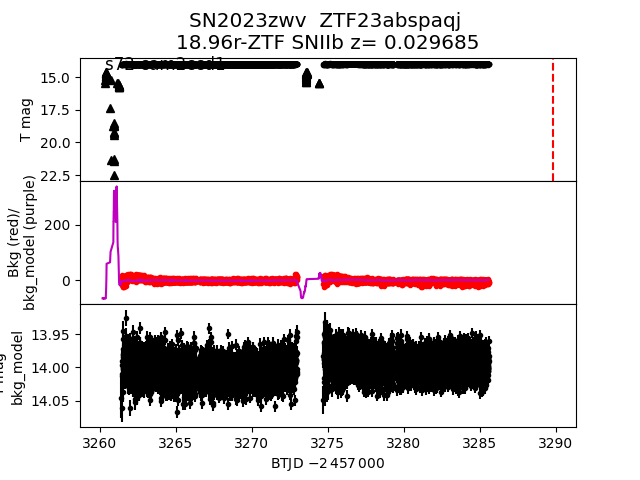 SN2023zwv  ZTF23abspaqj
18.96r-ZTF SNIIb z= 0.029685
15.0
17.5
20.0
22.5
T mag
200
0
Bkg (red)/
bkg_model (purple)
13.95
14.00
14.05
mag
bkg_model
3260
3265
3270
3275
3280
3285
3290
BTJD −2 457 000